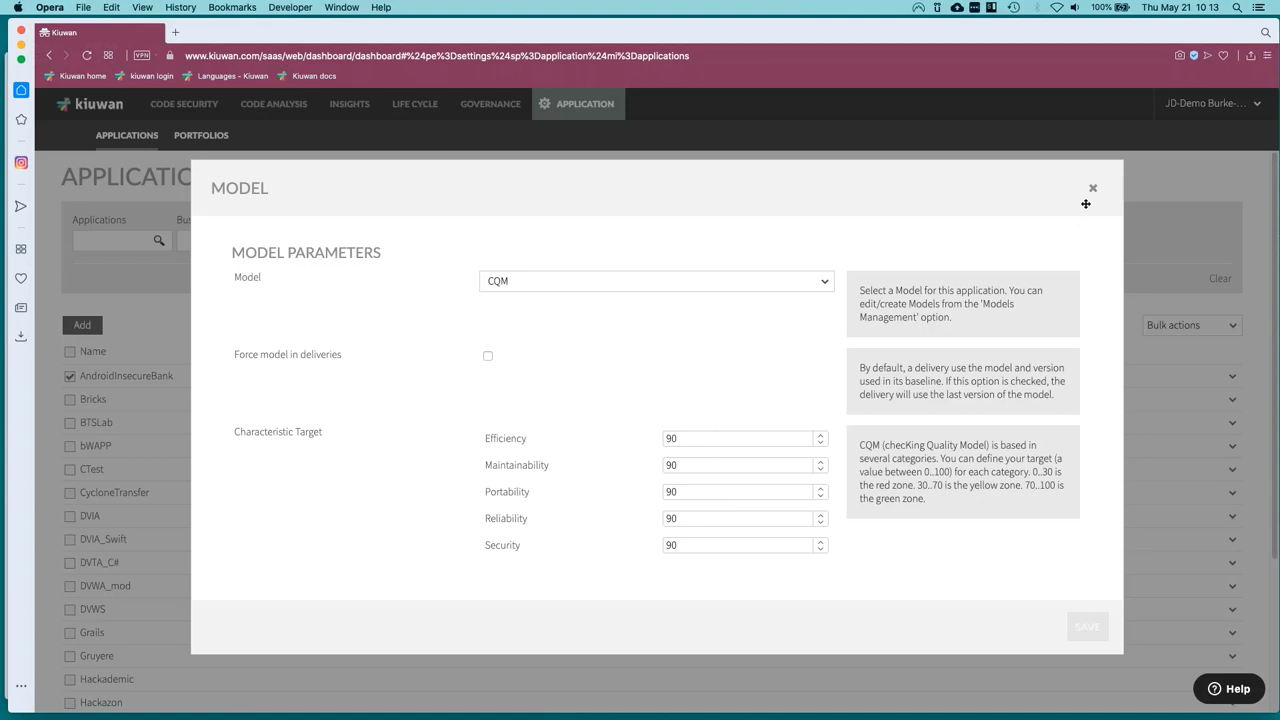 Opera File Edit View History Bookmarks Developer Window Help 100% Thu May 21 10 13
Kiuwan +
VPN www.kiuwan.com/saas/web/dashboard/dashboard#%24pe%3Dsettings%24sp%3Dapplication%24mi%3Dapplications
Kiuwan home kiuwan login Languages - Kiuwan Kiuwan docs
kiuwan CODE SECURITY CODE ANALYSIS INSIGHTS LIFE CYCLE GOVERNANCE APPLICATION JD-Demo Burke-...
APPLICATIONS PORTFOLIOS
APPLICATIO
MODEL
Applications Bus
MODEL PARAMETERS
Model CQM
Select a Model for this application. You can
edit/create Models from the 'Models
Management' option.
Clear
Add Bulk actions
Name
Force model in deliveries
By default, a delivery use the model and version
used in its baseline. If this option is checked, the
delivery will use the last version of the model.
AndroidInsecureBank
Bricks
BTSLab
bWAPP
CTest
CycloneTransfer
DVIA
DVIA_Swift
DVTA_C#
DVWA_mod
DVWS
Grails
Gruyere
Hackademic
Hackazon
Characteristic Target
Efficiency 90
Maintainability 90
Portability 90
Reliability 90
Security 90
CQM (checKing Quality Model) is based in
several categories. You can define your target (a
value between 0..100) for each category. 0..30 is
the red zone. 30..70 is the yellow zone. 70..100 is
the green zone.
SAVE
Help